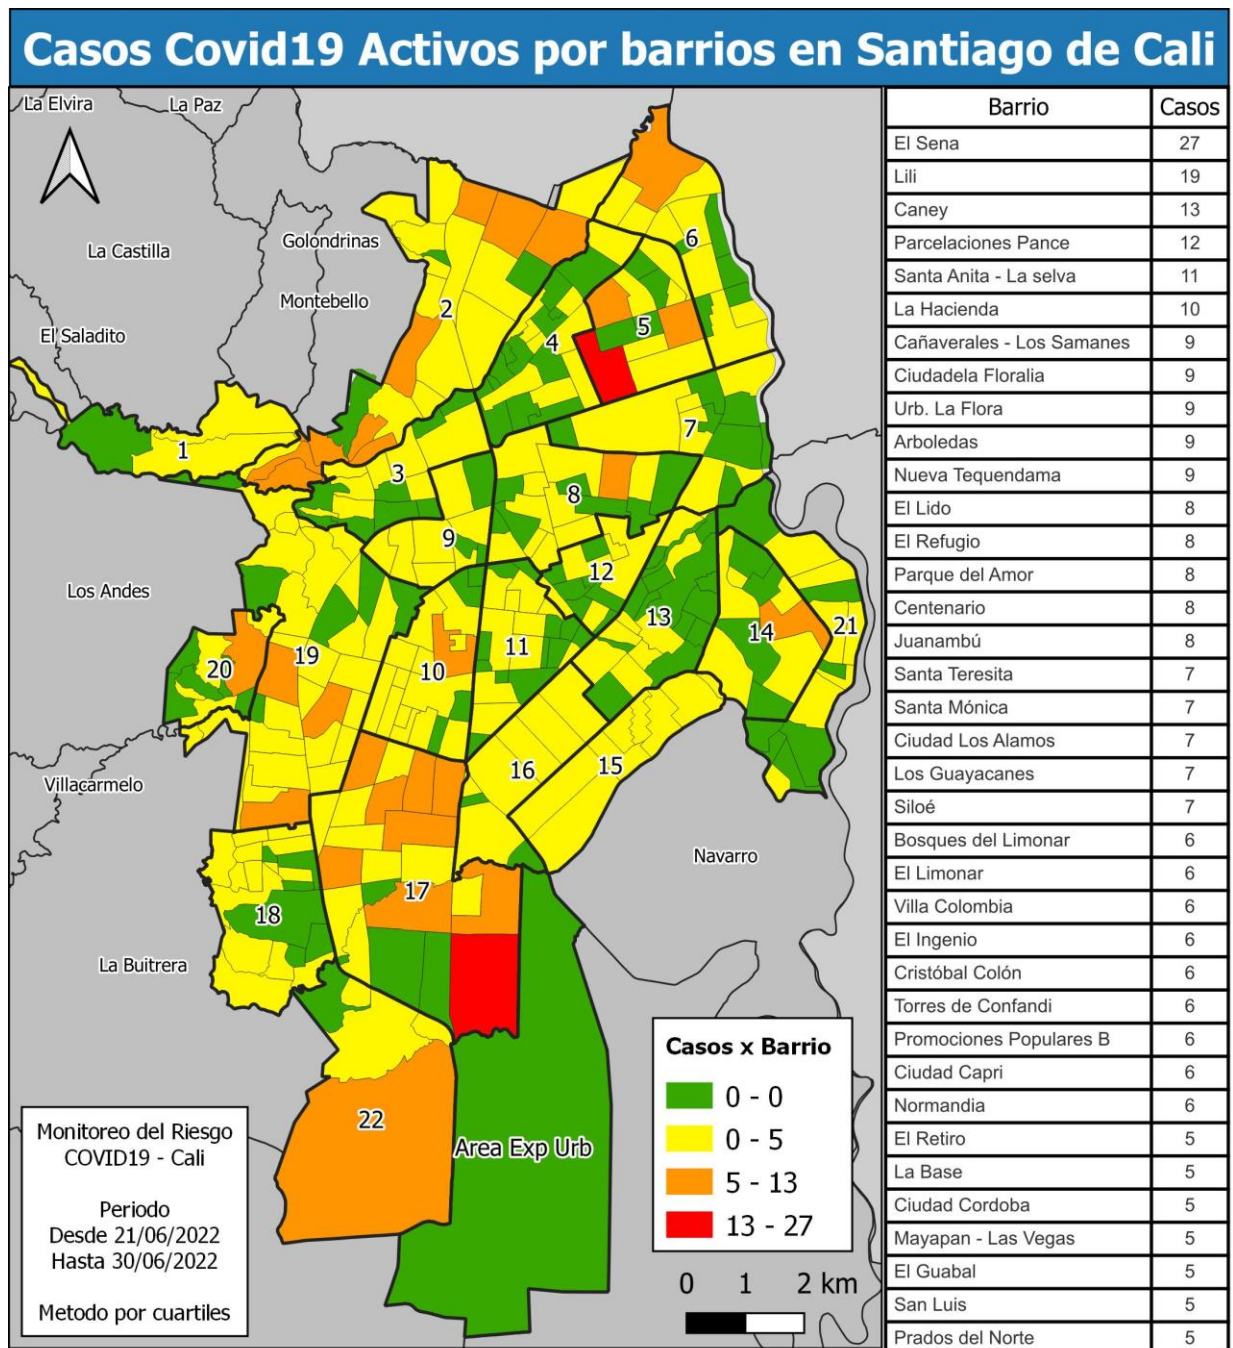 Casos Covid19 Activos por barrios en Santiago de Cali
La Elvira
La Paz
La Castilla
Golondrinas
Montebello
El Saladito
Los Andes
Villacarmelo
La Buitrera
Navarro
Area Exp Urb
1
2
3
4
5
6
7
8
9
10
11
12
13
14
15
16
17
18
19
20
21
22
Monitoreo del Riesgo
COVID19 - Cali
Periodo
Desde 21/06/2022
Hasta 30/06/2022
Metodo por cuartiles
Casos x Barrio
0 - 0
0 - 5
5 - 13
13 - 27
0 1 2 km
Barrio Casos
El Sena 27
Lili 19
Caney 13
Parcelaciones Pance 12
Santa Anita - La selva 11
La Hacienda 10
Cañaverales - Los Samanes 9
Ciudadela Floralia 9
Urb. La Flora 9
Arboledas 9
Nueva Tequendama 9
El Lido 8
El Refugio 8
Parque del Amor 8
Centenario 8
Juanambú 8
Santa Teresita 7
Santa Mónica 7
Ciudad Los Alamos 7
Los Guayacanes 7
Siloé 7
Bosques del Limonar 6
El Limonar 6
Villa Colombia 6
El Ingenio 6
Cristóbal Colón 6
Torres de Confandi 6
Promociones Populares B 6
Ciudad Capri 6
Normandia 6
El Retiro 5
La Base 5
Ciudad Cordoba 5
Mayapan - Las Vegas 5
El Guabal 5
San Luis 5
Prados del Norte 5